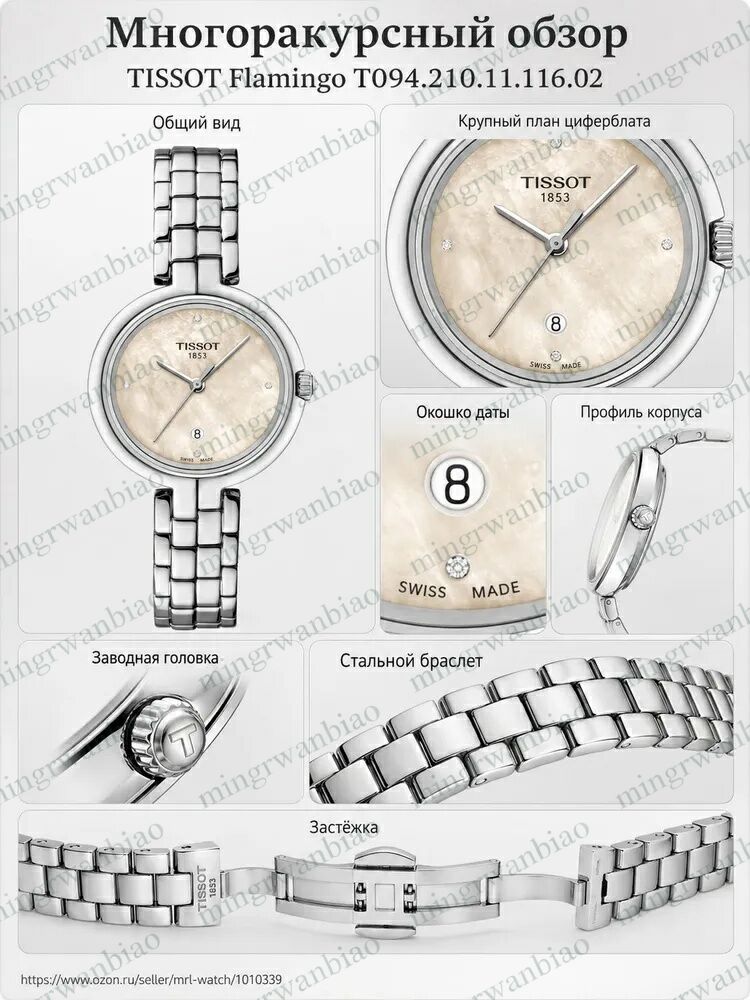 Многоракурсный обзор
TISSOT Flamingo T094.210.11.116.02
Общий вид
TISSOT
1853
8
SWISS MADE
Крупный план циферблата
TISSOT
1853
8
SWISS MADE
Окошко даты
8
SWISS MADE
Профиль корпуса
T
Заводная головка
T
Стальной браслет
Застёжка
TISSOT
1853
https://www.ozon.ru/seller/mrl-watch/1010339
mingrwanbiao